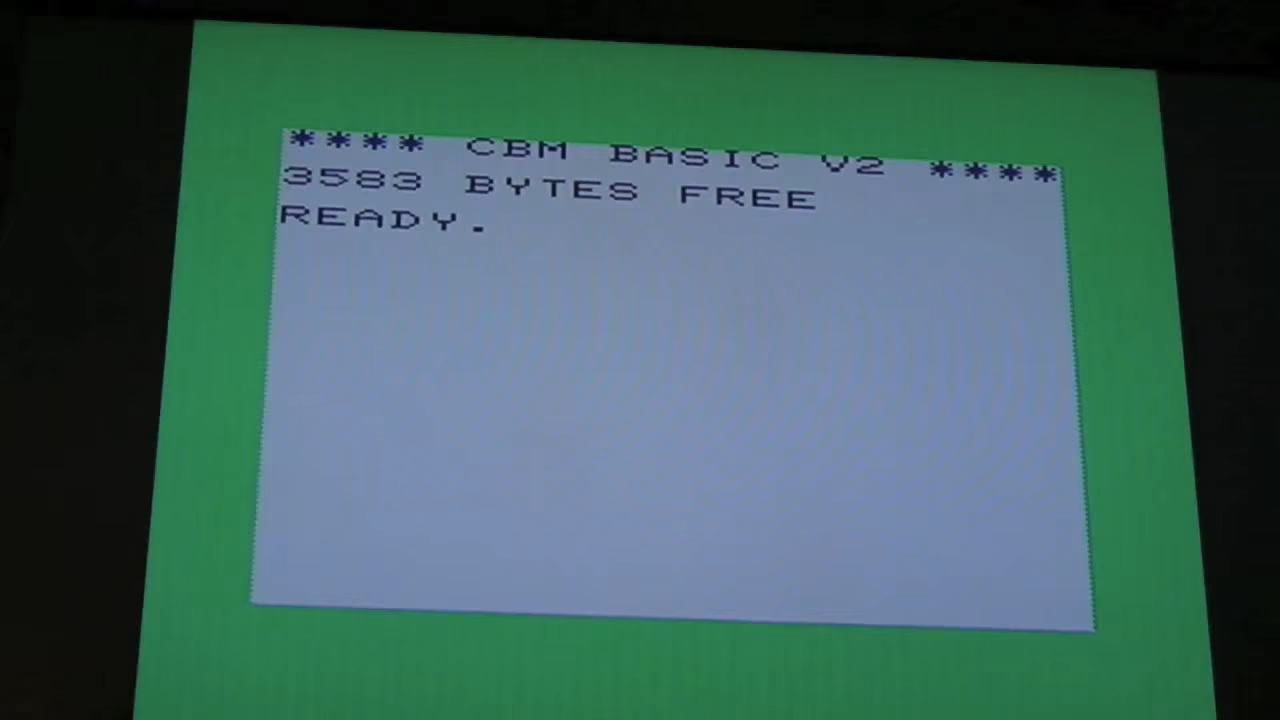 **** CBM BASIC V2 ****
3583 BYTES FREE
READY.